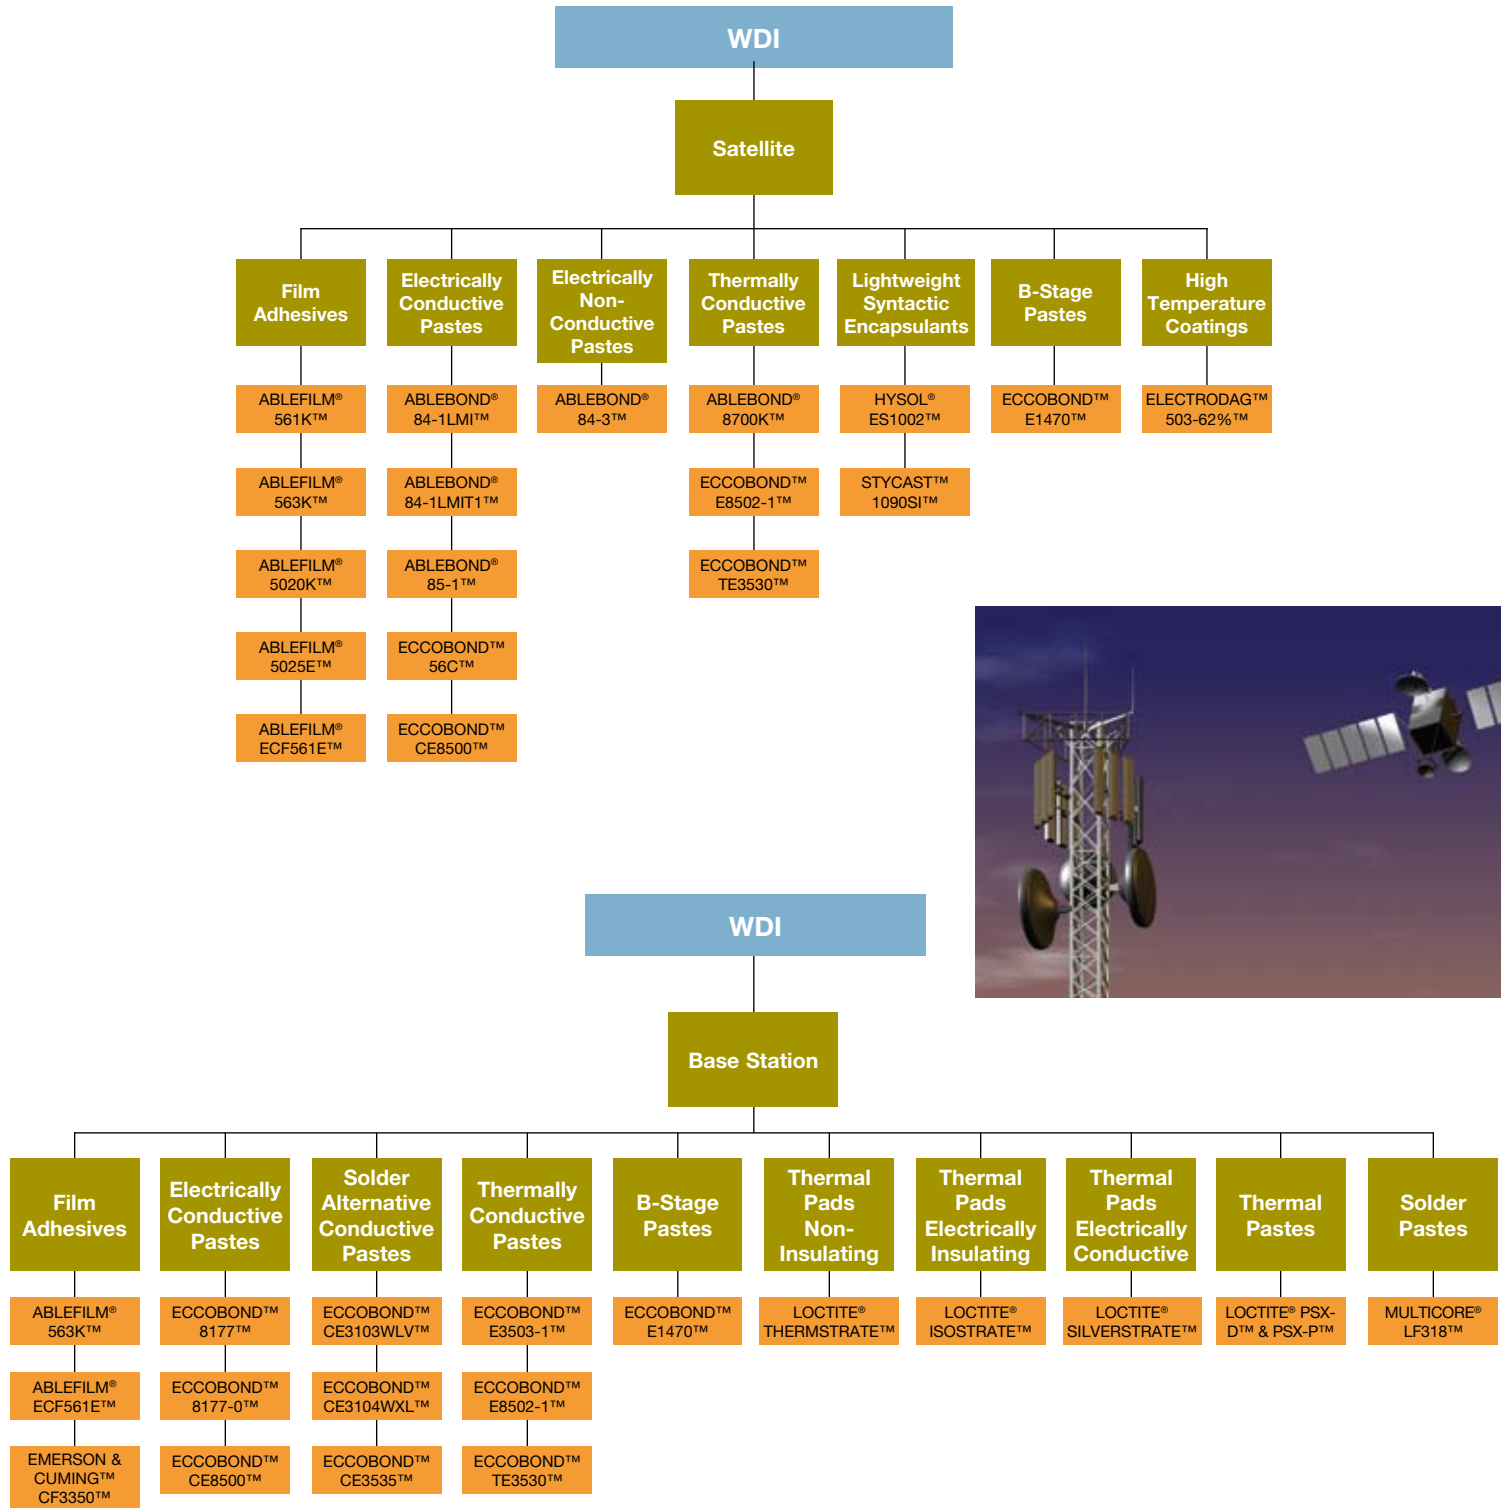 WDI
Satellite
Film
Adhesives
Electrically
Conductive
Pastes
Electrically
Non-
Conductive
Pastes
Thermally
Conductive
Pastes
Lightweight
Syntactic
Encapsulants
B-Stage
Pastes
High
Temperature
Coatings
ABLEFILM®
561K™
ABLEBOND®
84-1LMI™
ABLEBOND®
84-3™
ABLEBOND®
8700K™
HYSOL®
ES1002™
ECCOBOND™
E1470™
ELECTRODAG™
503-62%™
ABLEFILM®
563K™
ABLEBOND®
84-1LMIT1™
ECCOBOND™
E8502-1™
STYCAST™
1090SI™
ABLEFILM®
5020K™
ABLEBOND®
85-1™
ECCOBOND™
TE3530™
ABLEFILM®
5025E™
ECCOBOND™
56C™
ABLEFILM®
ECF561E™
ECCOBOND™
CE8500™
WDI
Base Station
Film
Adhesives
Electrically
Conductive
Pastes
Solder
Alternative
Conductive
Pastes
Thermally
Conductive
Pastes
B-Stage
Pastes
Thermal
Pads
Non-
Insulating
Thermal
Pads
Electrically
Insulating
Thermal
Pads
Electrically
Conductive
Thermal
Pastes
Solder
Pastes
ABLEFILM®
563K™
ECCOBOND™
8177™
ECCOBOND™
CE3103WLV™
ECCOBOND™
E3503-1™
ECCOBOND™
E1470™
LOCTITE®
THERMSTRATE™
LOCTITE®
ISOSTRATE™
LOCTITE®
SILVERSTRATE™
LOCTITE® PSX-
D™ & PSX-P™
MULTICORE®
LF318™
ABLEFILM®
ECF561E™
ECCOBOND™
8177-0™
ECCOBOND™
CE3104WXL™
ECCOBOND™
E8502-1™
EMERSON &
CUMING™
CF3350™
ECCOBOND™
CE8500™
ECCOBOND™
CE3535™
ECCOBOND™
TE3530™